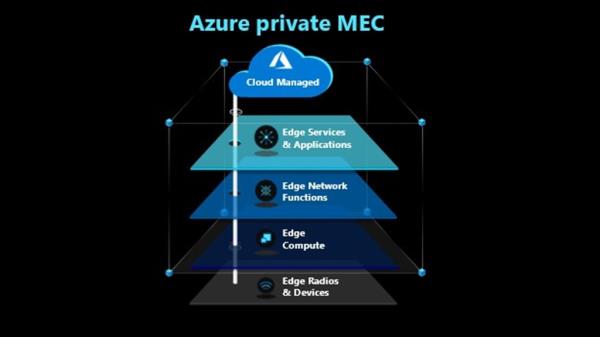 Azure private MEC
Cloud Managed
Edge Services
& Applications
Edge Network
Functions
Edge
Compute
Edge Radios
& Devices